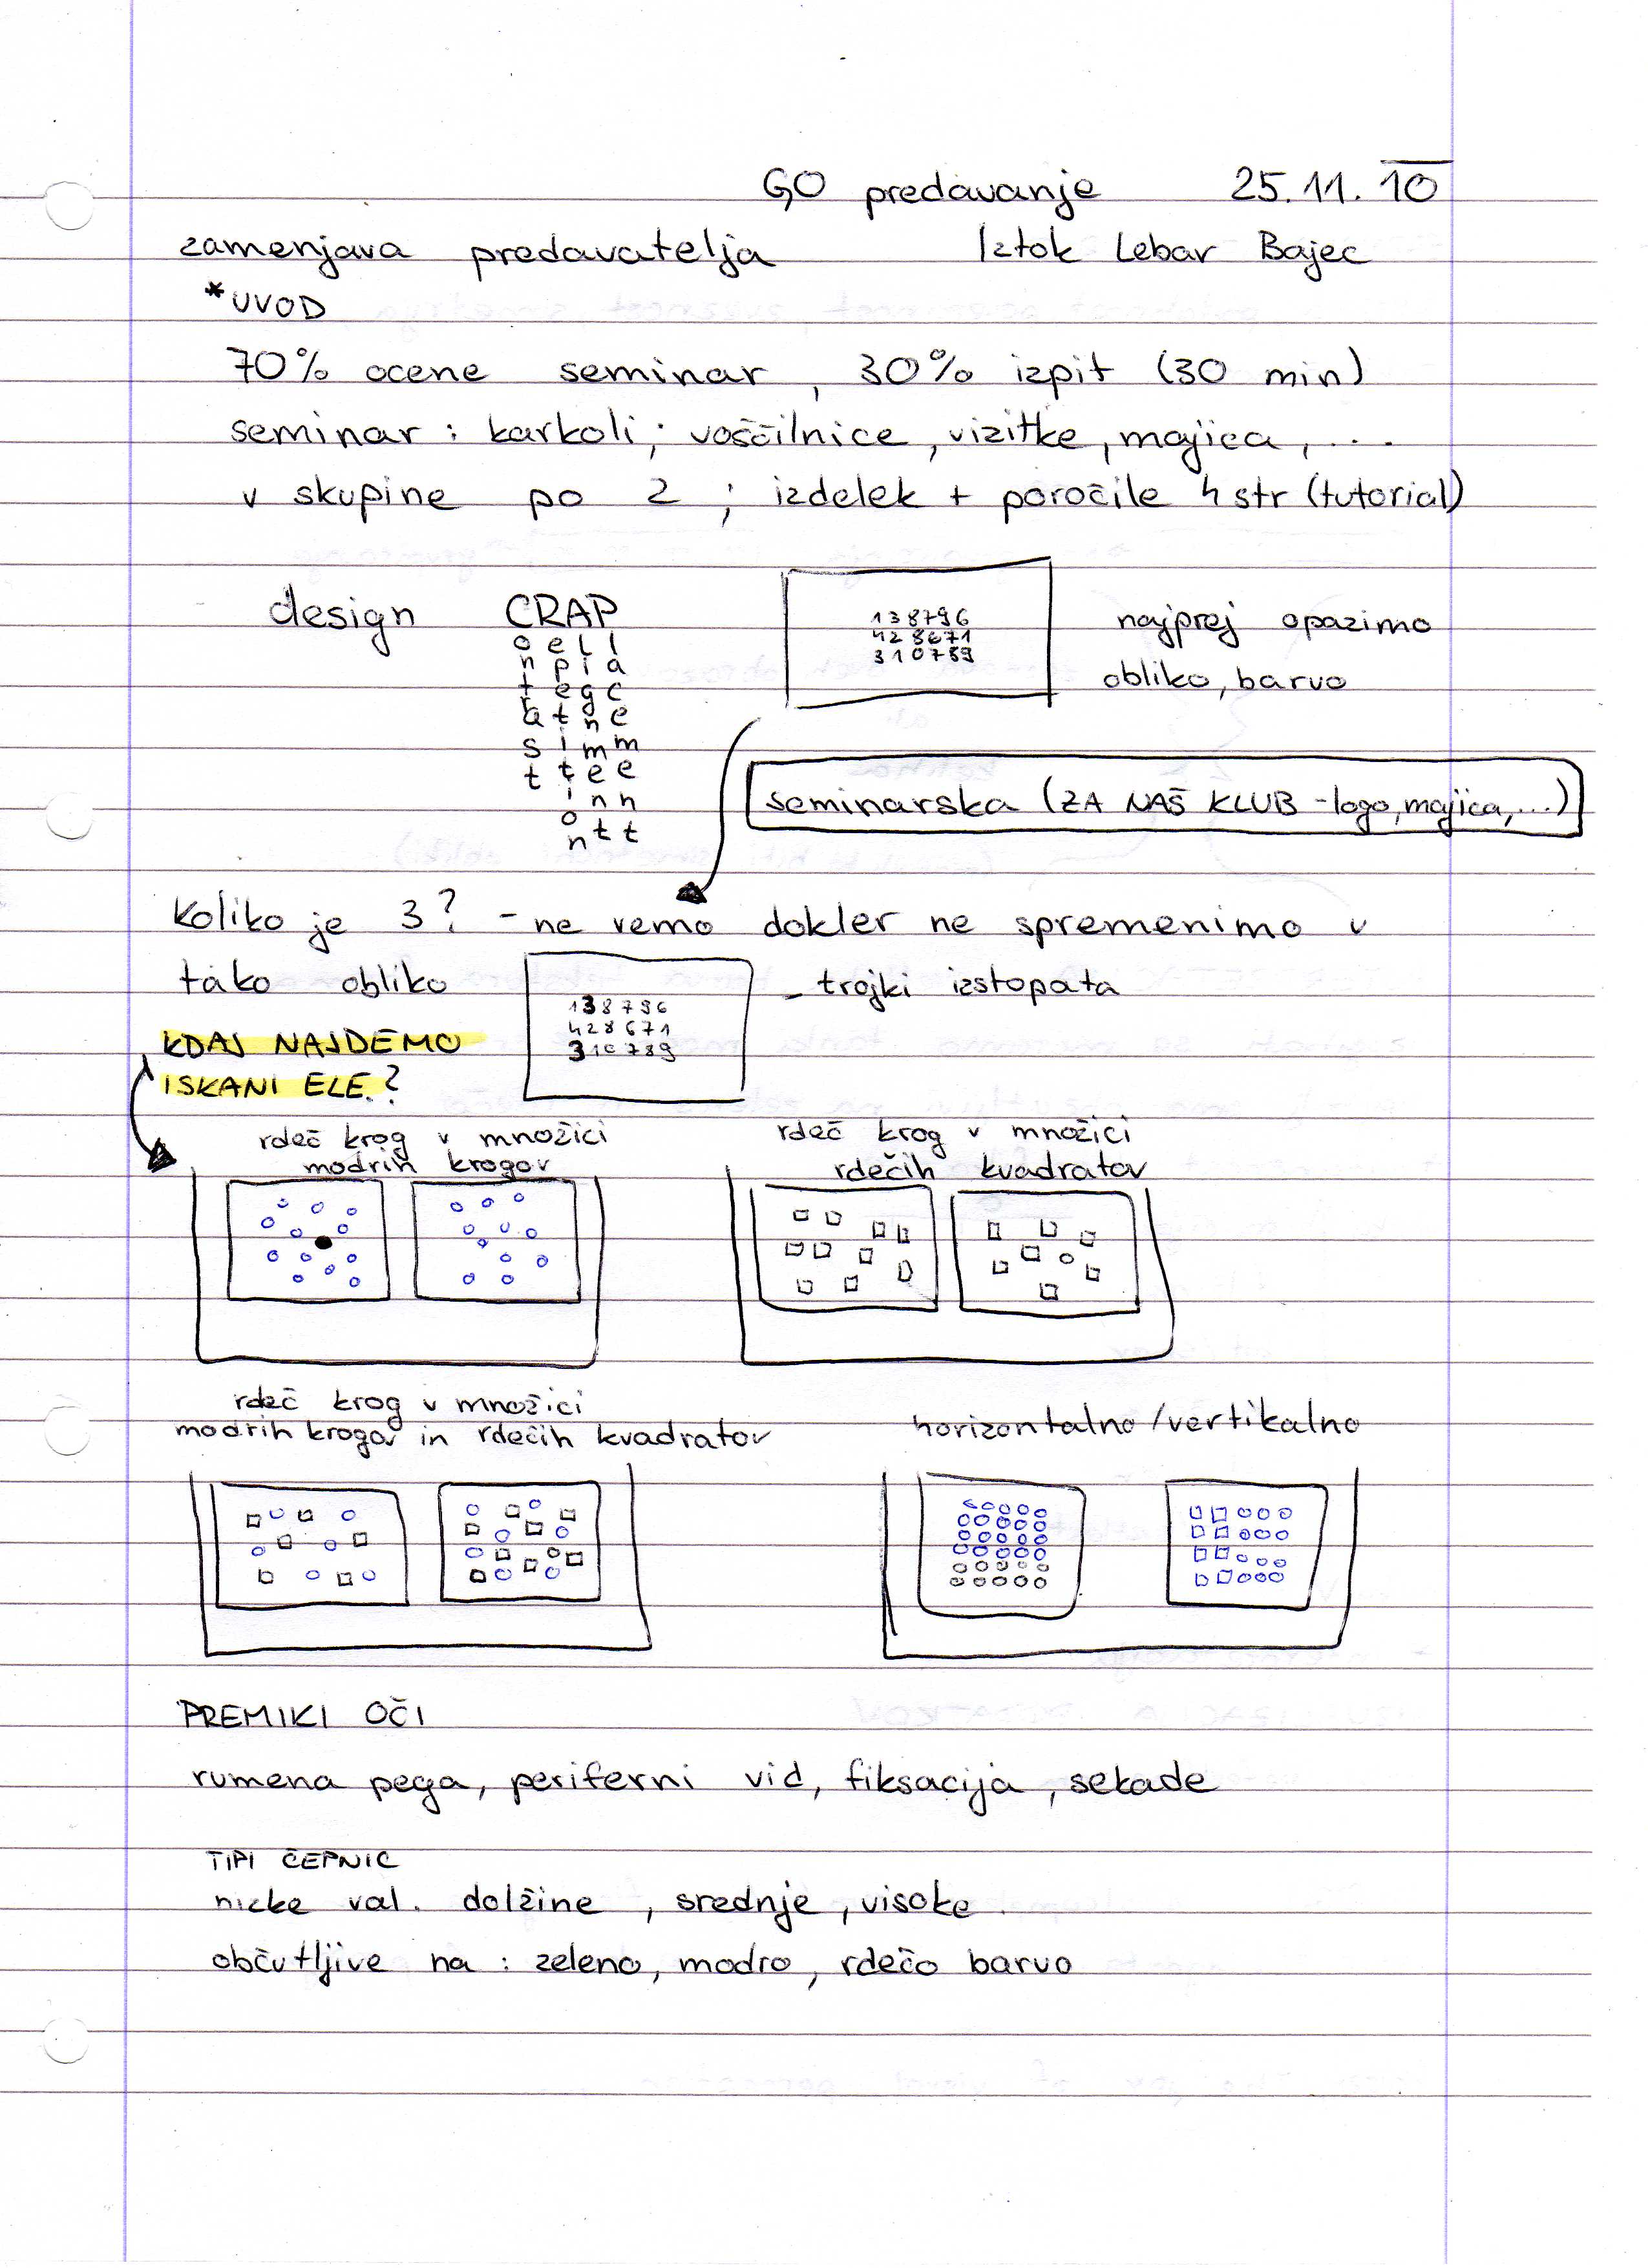 GO predavanje 25.11.10
zamenjava predavatelja Iztok Lebar Bajec
*UVOD
70% ocene seminar, 30% izpit (30 min)
seminar: karkoli; voščilnice, vizitke, majica, ...
v skupine po 2 ; izdelek + poročile 4 str (tutorial)
design CRAP
o e l l
n p i a
t e g c
r a t n e
a s i m m
s t t e e
t i n n
o t t
n
138796
428671
310789
najprej opazimo
obliko, barvo
seminarska (ZA NAŠ KLUB - logo, majica, ...)
Koliko je 3? - ne vemo dokler ne spremenimo v
tako obliko
138796
428671
310789
- trojki izstopata
KDAJ NAJDEMO
ISKANI ELE.?
rdeč krog v množici
modrih krogov
rdeč krog v množici
rdečih kvadratov
rdeč krog v množici
modrih krogov in rdečih kvadratov
horizontalno/vertikalno
PREMIKI OČI
rumena pega, periferni vid, fiksacija, sekade
TIPI ČEPNIC
nizke val. dolžine, srednje, visoke
občutljive na: zeleno, modro, rdečo barvo